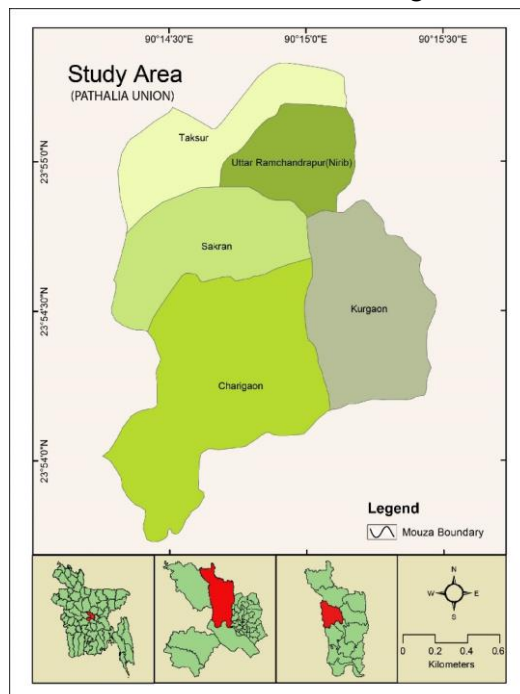 90°14'30"E 90°15'0"E 90°15'30"E
Study Area
(PATHALIA UNION)
Taksur
Uttar Ramchandrapur(Nirib)
23°55'0"N
Sakran
Kurgaon
23°54'30"N
Charigaon
23°54'0"N
Legend
Mouza Boundary
N
W E
S
0 0.2 0.4 0.6
Kilometers